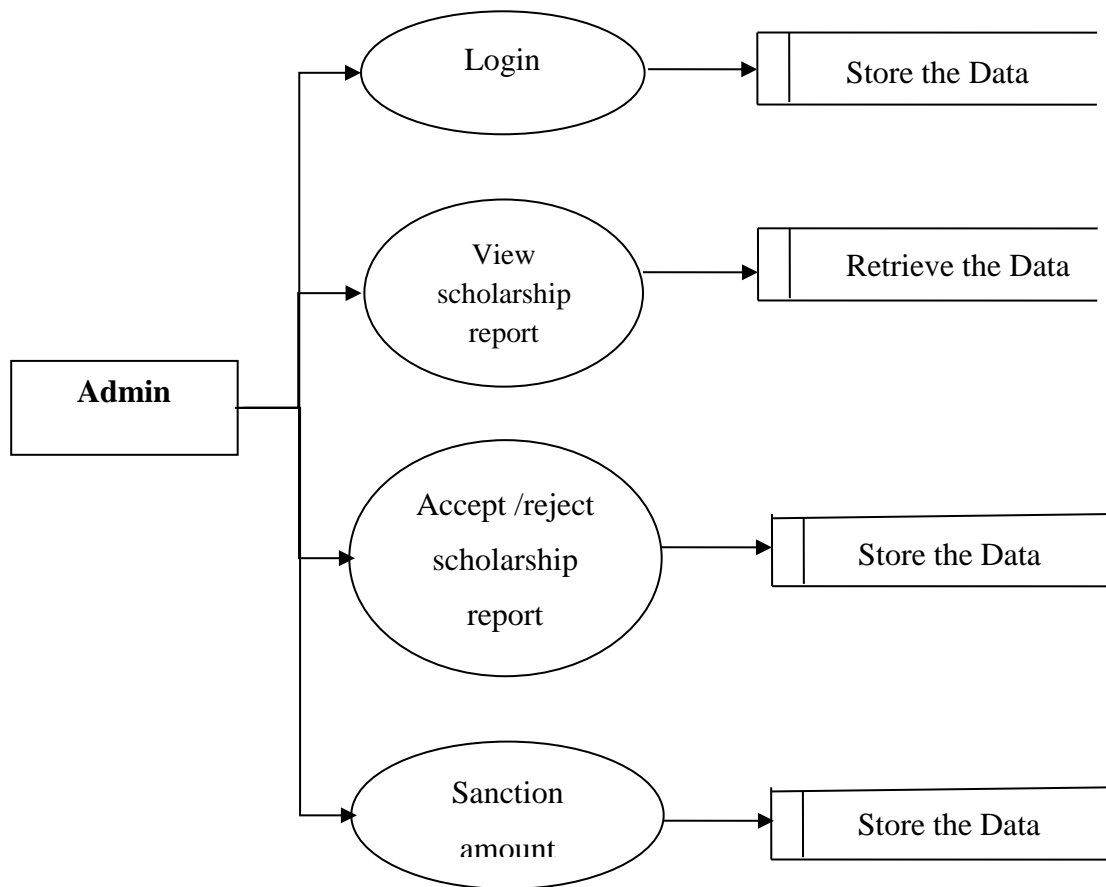 Login
Store the Data
View
scholarship
report
Retrieve the Data
Admin
Accept /reject
scholarship
report
Store the Data
Sanction
amount
Store the Data